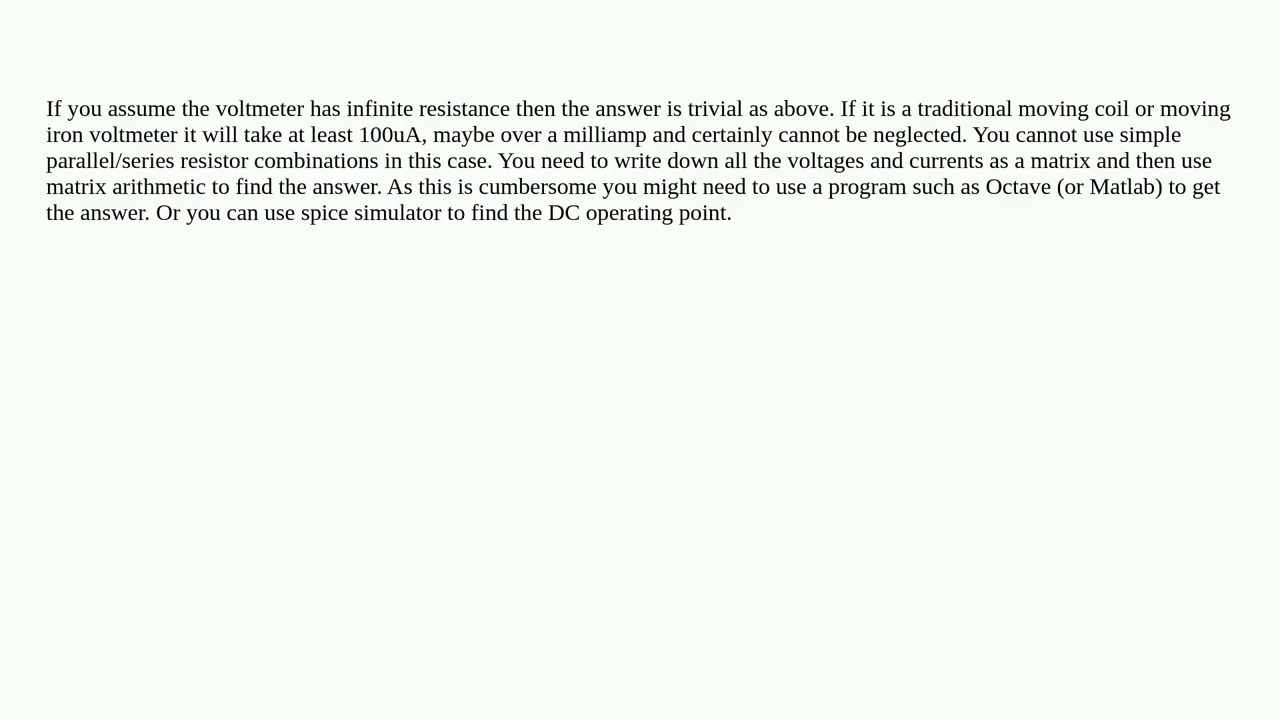 If you assume the voltmeter has infinite resistance then the answer is trivial as above. If it is a traditional moving coil or moving
iron voltmeter it will take at least 100uA, maybe over a milliamp and certainly cannot be neglected. You cannot use simple
parallel/series resistor combinations in this case. You need to write down all the voltages and currents as a matrix and then use
matrix arithmetic to find the answer. As this is cumbersome you might need to use a program such as Octave (or Matlab) to get
the answer. Or you can use spice simulator to find the DC operating point.